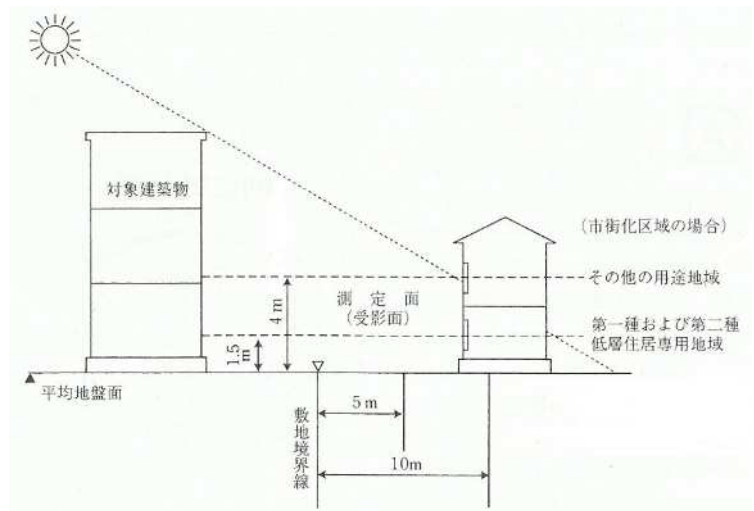 対象建築物
(市街化区域の場合)
その他の用途地域
測定面
(受影面)
4m
第一種および第二種
低層住居専用地域
1.5
m
平均地盤面
5m
敷地境界線
10m